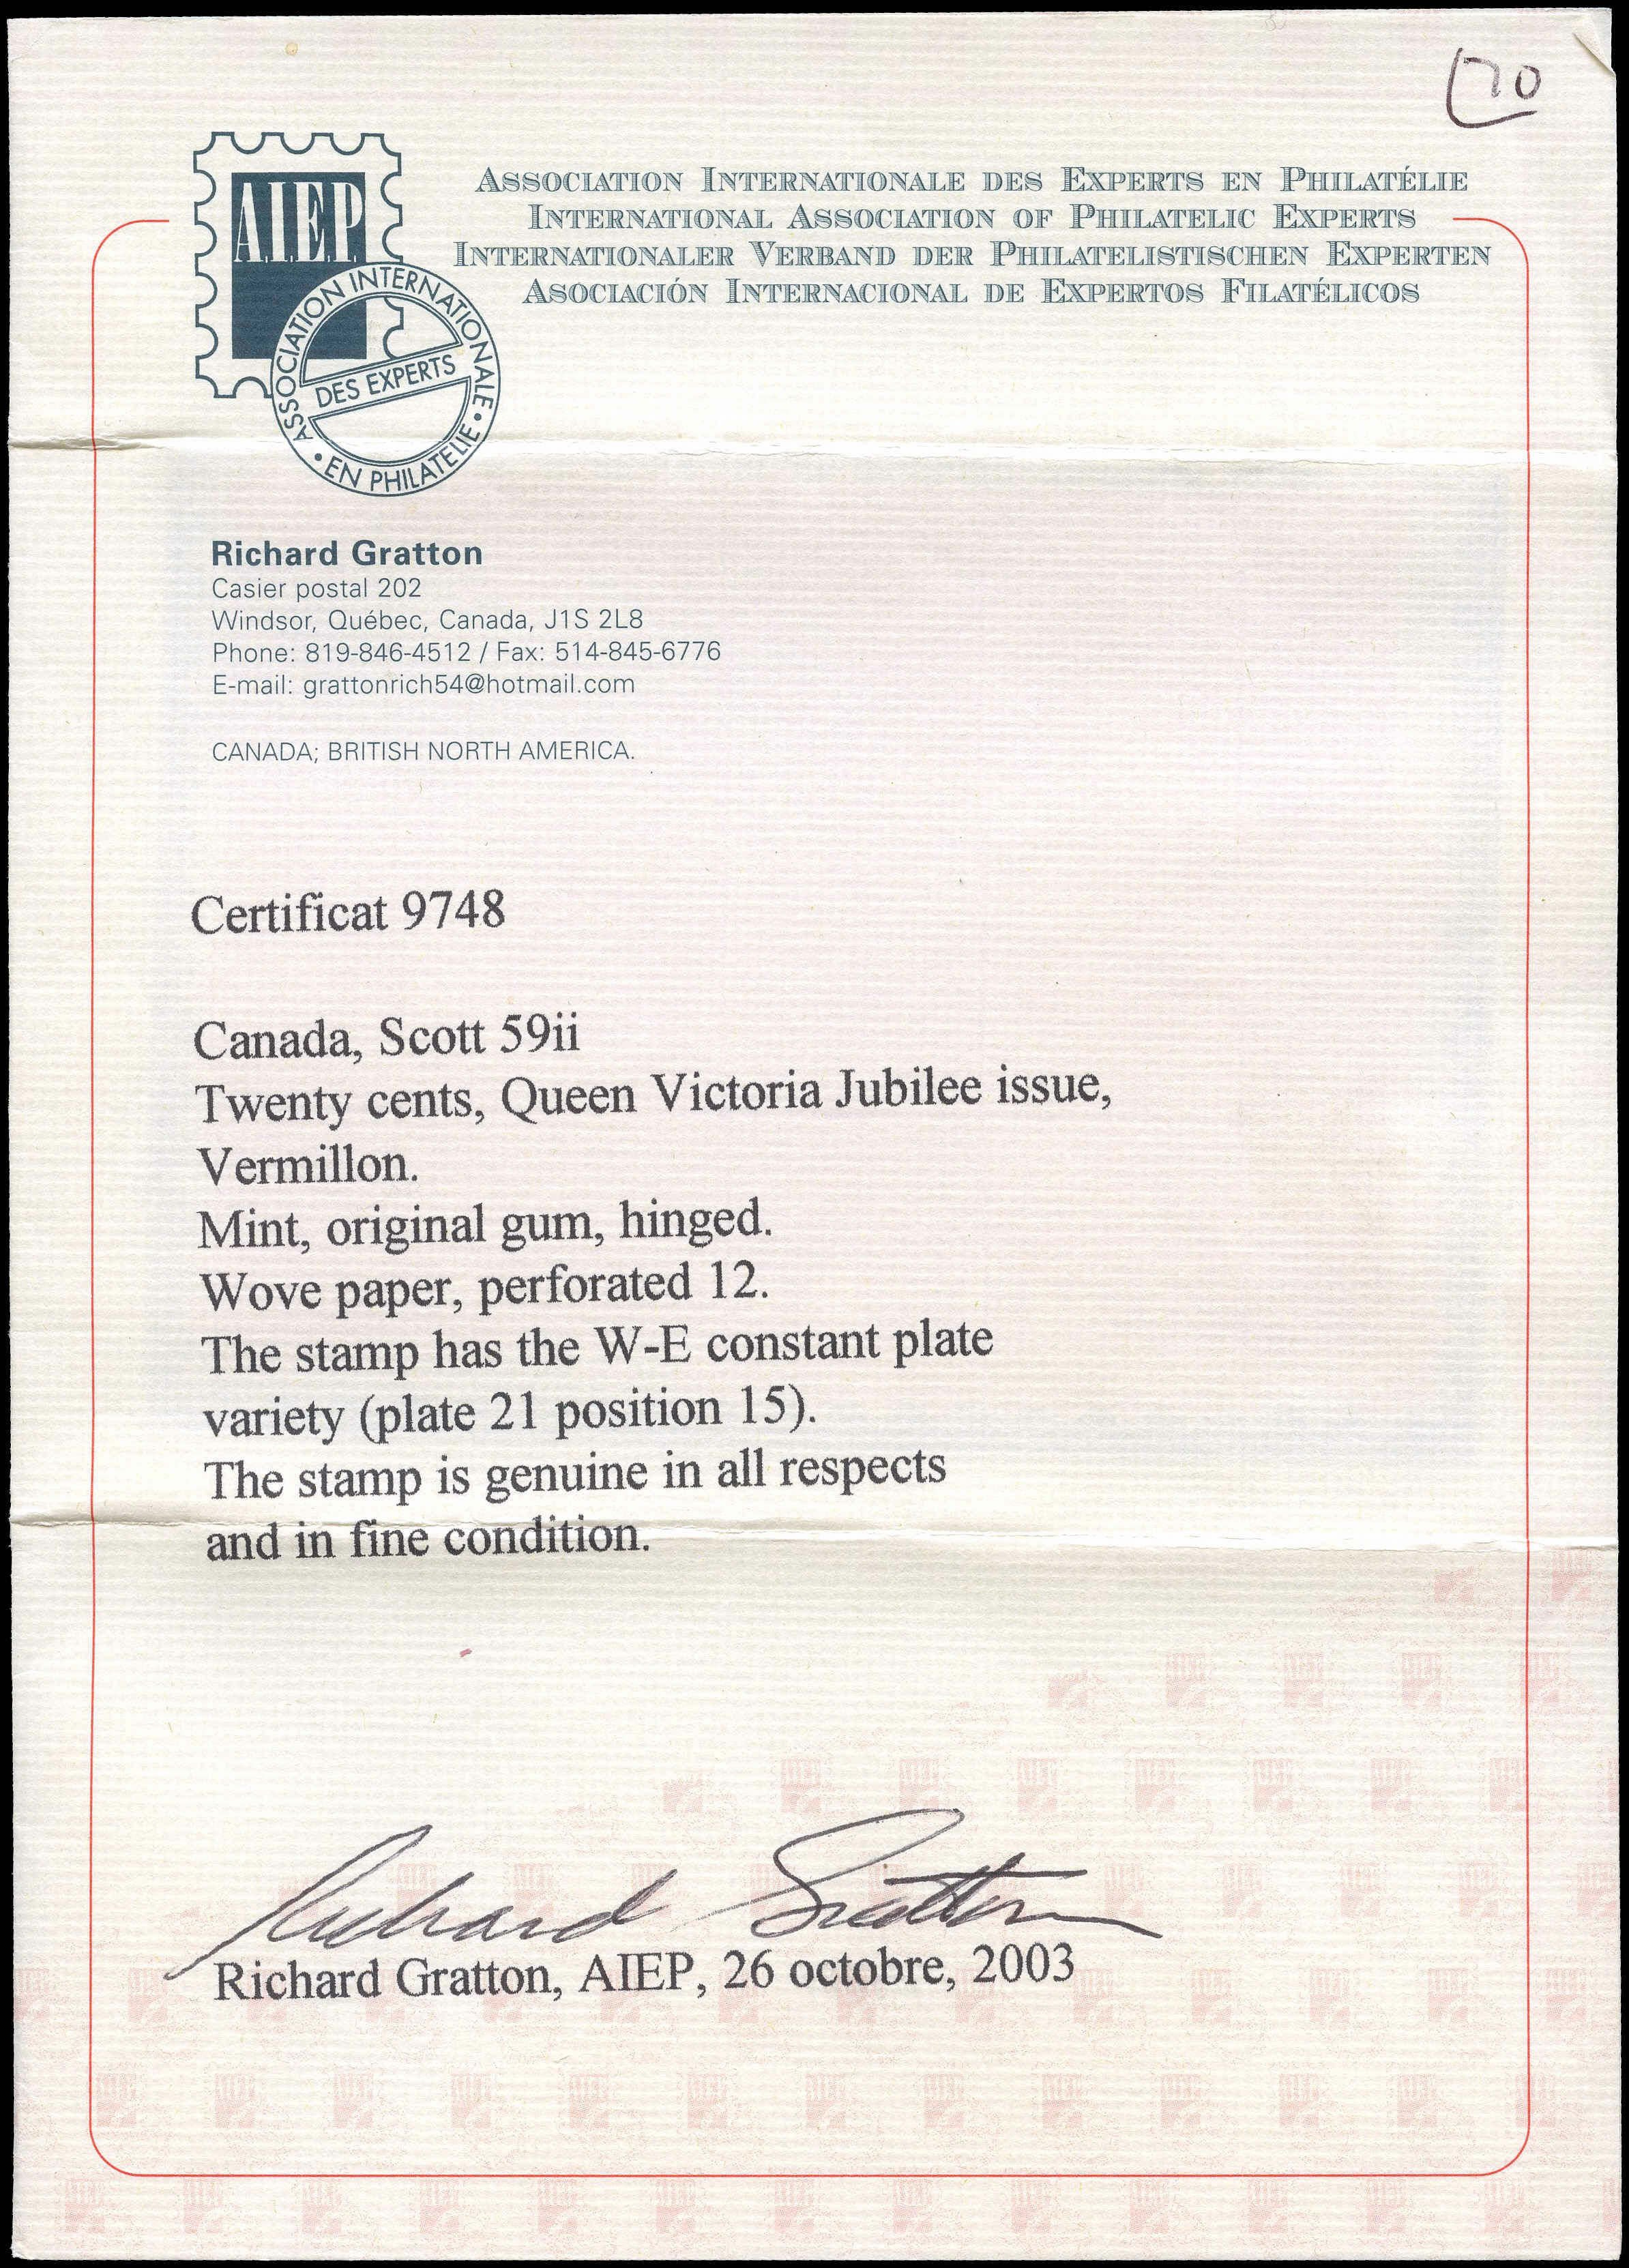 70
ASSOCIATION INTERNATIONALE DES EXPERTS EN PHILATÉLIE
INTERNATIONAL ASSOCIATION OF PHILATELIC EXPERTS
INTERNATIONALER VERBAND DER PHILATELISTISCHEN EXPERTEN
ASOCIACIÓN INTERNACIONAL DE EXPERTOS FILATÉLICOS
AIEP
ASSOCIATION INTERNATIONALE
DES EXPERTS
• EN PHILATELIE •
Richard Gratton
Casier postal 202
Windsor, Québec, Canada, J1S 2L8
Phone: 819-846-4512 / Fax: 514-845-6776
E-mail: grattonrich54@hotmail.com
CANADA; BRITISH NORTH AMERICA.
Certificat 9748
Canada, Scott 59ii
Twenty cents, Queen Victoria Jubilee issue,
Vermillon.
Mint, original gum, hinged.
Wove paper, perforated 12.
The stamp has the W-E constant plate
variety (plate 21 position 15).
The stamp is genuine in all respects
and in fine condition.
Richard Gratton
Richard Gratton, AIEP, 26 octobre, 2003